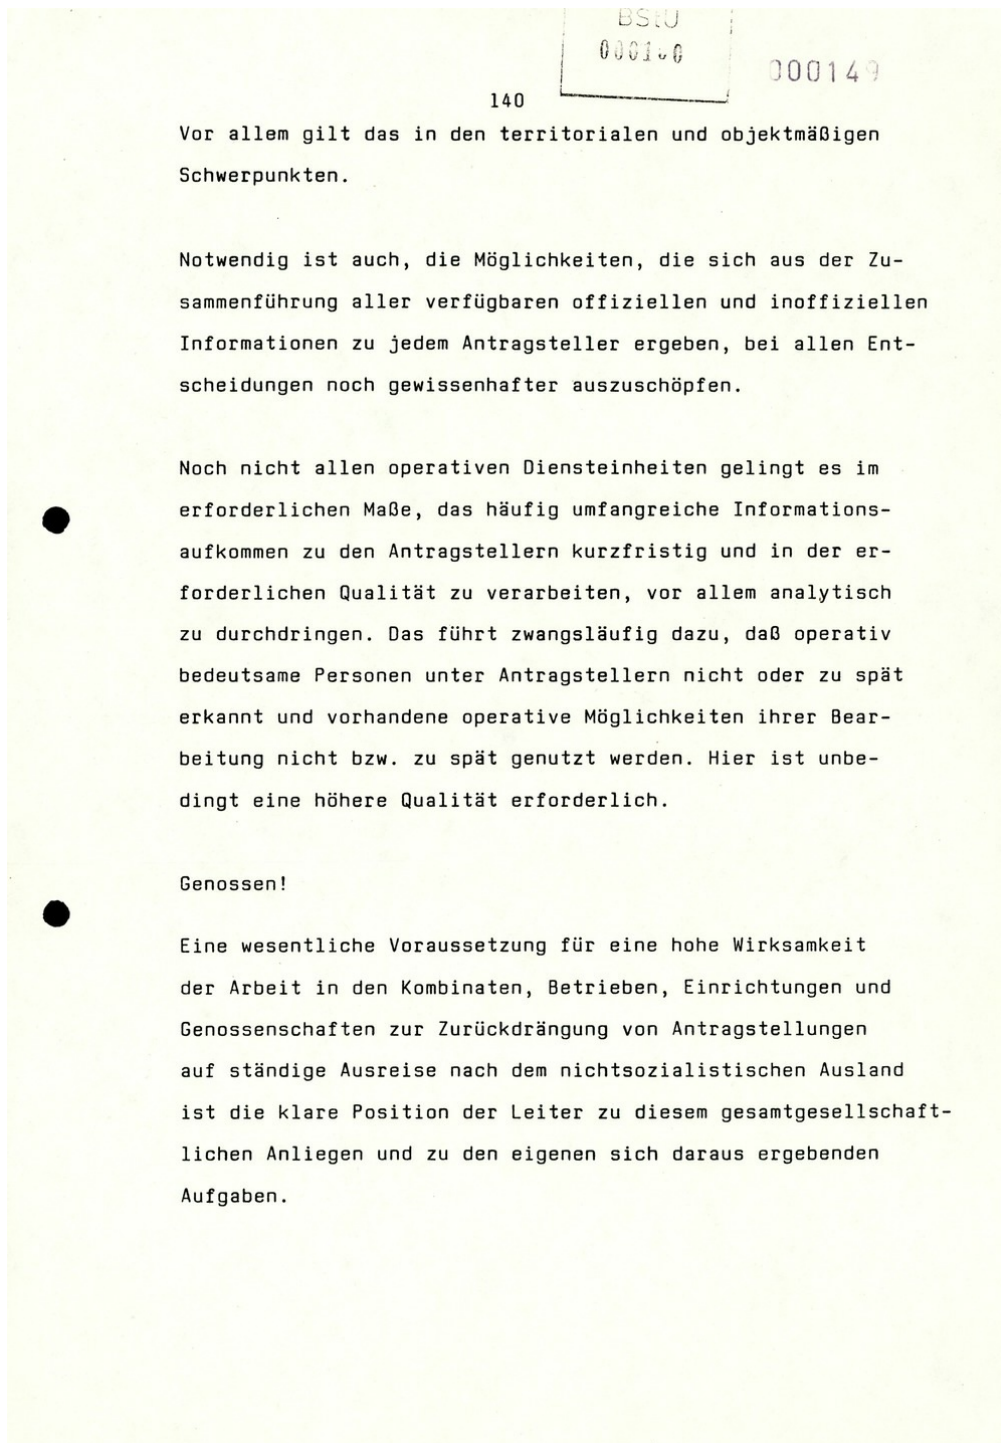 BStU
000149
140
Vor allem gilt das in den territorialen und objektmäßigen
Schwerpunkten.
Notwendig ist auch, die Möglichkeiten, die sich aus der Zu-
sammenführung aller verfügbaren offiziellen und inoffiziellen
Informationen zu jedem Antragsteller ergeben, bei allen Ent-
scheidungen noch gewissenhafter auszuschöpfen.
Noch nicht allen operativen Diensteinheiten gelingt es im
erforderlichen Maße, das häufig umfangreiche Informations-
aufkommen zu den Antragstellern kurzfristig und in der er-
forderlichen Qualität zu verarbeiten, vor allem analytisch
zu durchdringen. Das führt zwangsläufig dazu, daß operativ
bedeutsame Personen unter Antragstellern nicht oder zu spät
erkannt und vorhandene operative Möglichkeiten ihrer Bear-
beitung nicht bzw. zu spät genutzt werden. Hier ist unbe-
dingt eine höhere Qualität erforderlich.
Genossen!
Eine wesentliche Voraussetzung für eine hohe Wirksamkeit
der Arbeit in den Kombinaten, Betrieben, Einrichtungen und
Genossenschaften zur Zurückdrängung von Antragstellungen
auf ständige Ausreise nach dem nichtsozialistischen Ausland
ist die klare Position der Leiter zu diesem gesamtgesellschaft-
lichen Anliegen und zu den eigenen sich daraus ergebenden
Aufgaben.